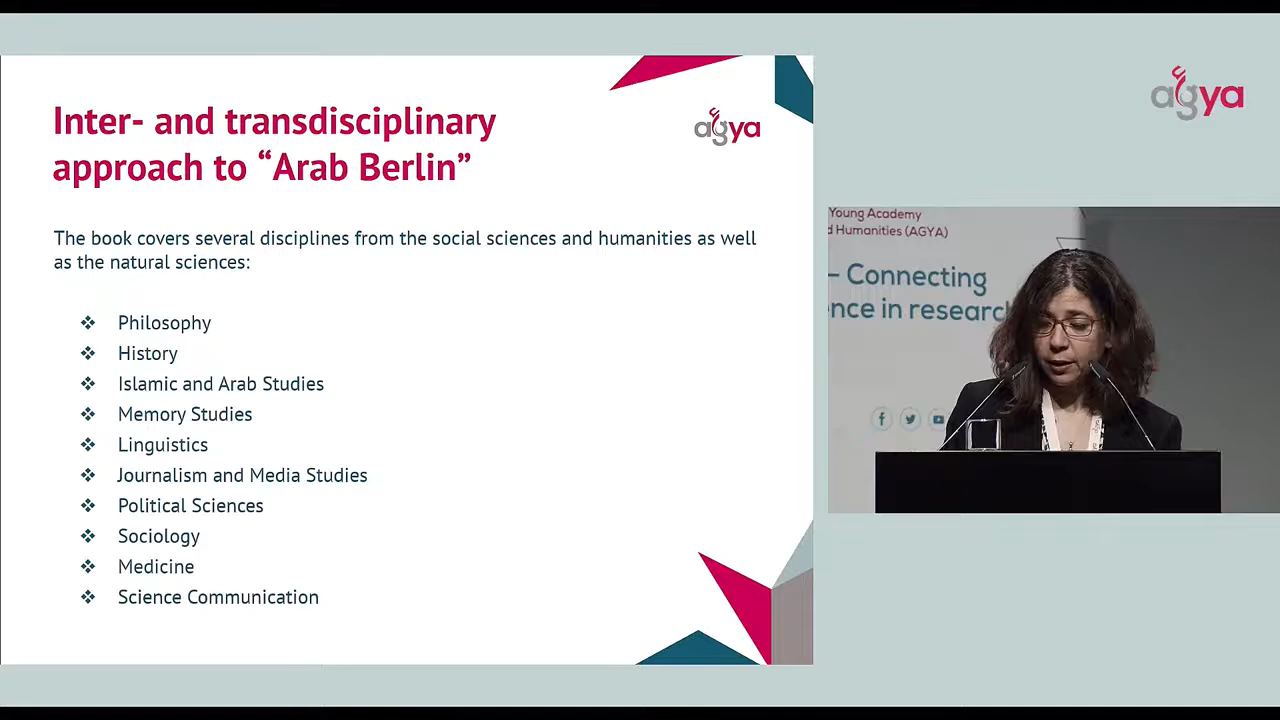 Inter- and transdisciplinary
approach to “Arab Berlin”
agya
The book covers several disciplines from the social sciences and humanities as well
as the natural sciences:
❖ Philosophy
❖ History
❖ Islamic and Arab Studies
❖ Memory Studies
❖ Linguistics
❖ Journalism and Media Studies
❖ Political Sciences
❖ Sociology
❖ Medicine
❖ Science Communication
agya
Young Academy
d Humanities (AGYA)
– Connecting
nce in research